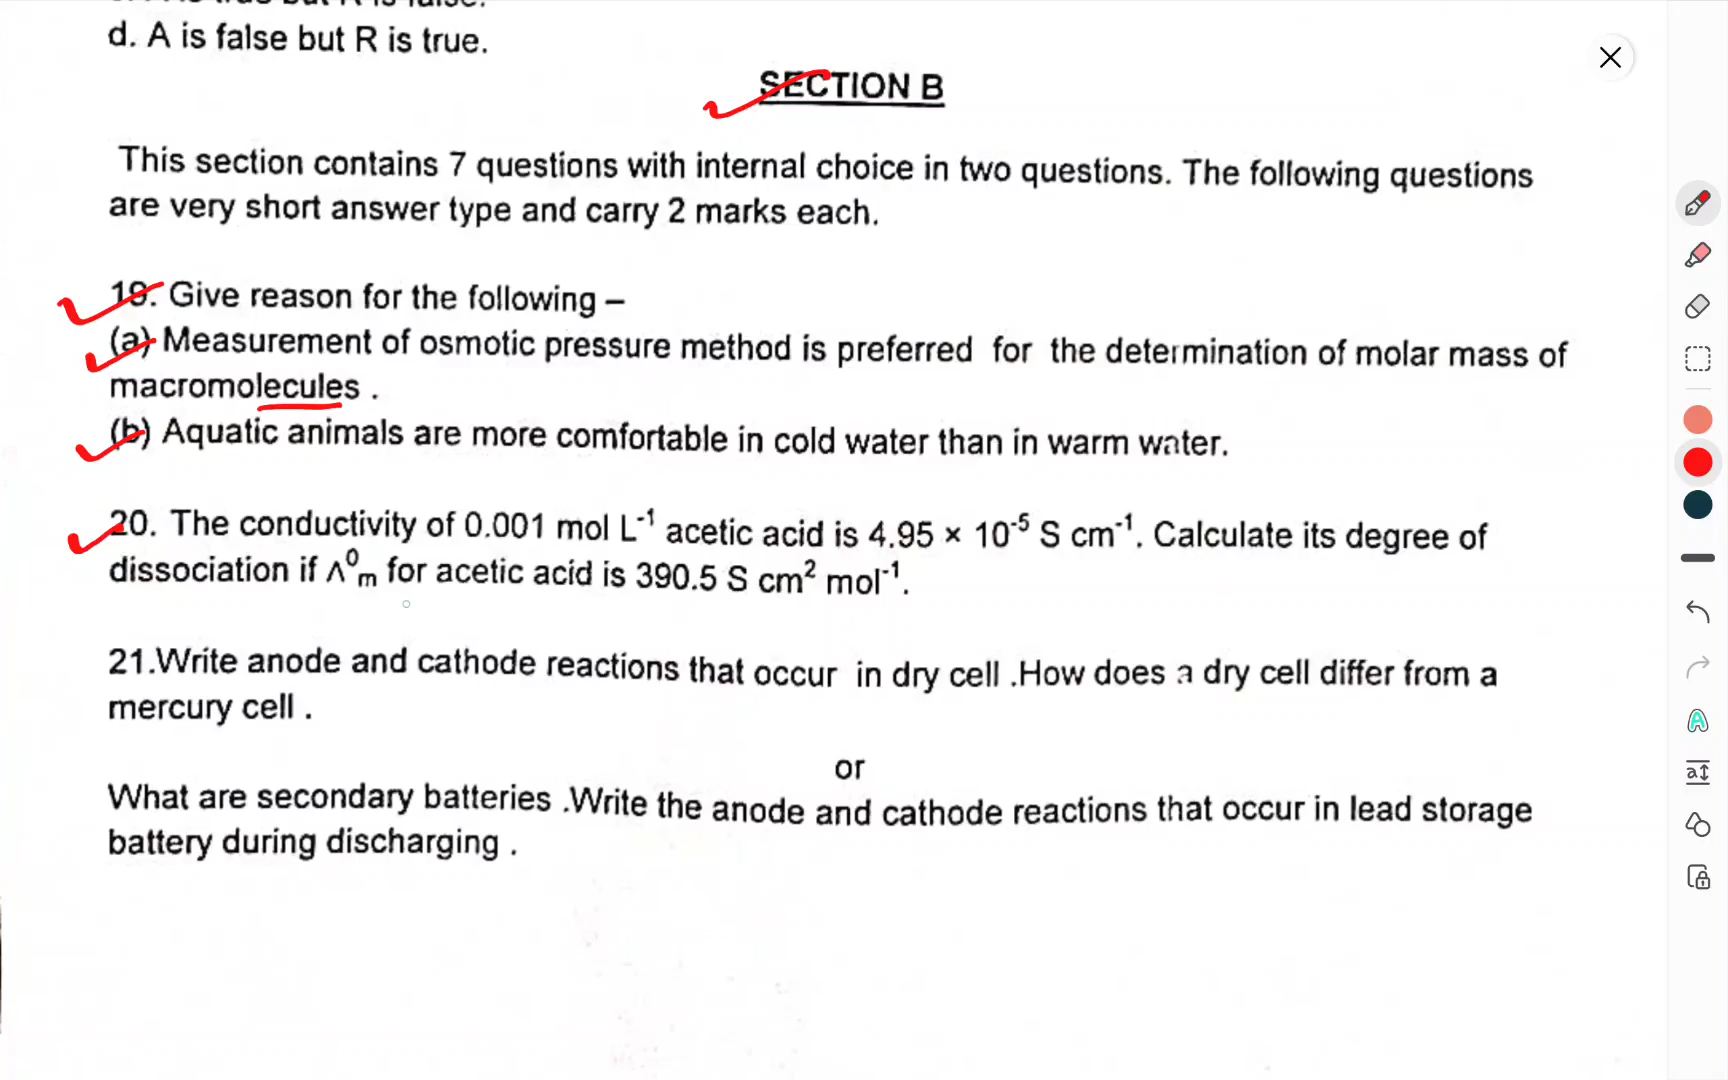 d. A is false but R is true.
SECTION B
This section contains 7 questions with internal choice in two questions. The following questions
are very short answer type and carry 2 marks each.
19. Give reason for the following –
(a) Measurement of osmotic pressure method is preferred for the determination of molar mass of
macromolecules .
(b) Aquatic animals are more comfortable in cold water than in warm water.
20. The conductivity of 0.001 mol L⁻¹ acetic acid is 4.95 × 10⁻⁵ S cm⁻¹. Calculate its degree of
dissociation if ʌ⁰ₘ for acetic acid is 390.5 S cm² mol⁻¹.
21.Write anode and cathode reactions that occur in dry cell .How does a dry cell differ from a
mercury cell .
or
What are secondary batteries .Write the anode and cathode reactions that occur in lead storage
battery during discharging .